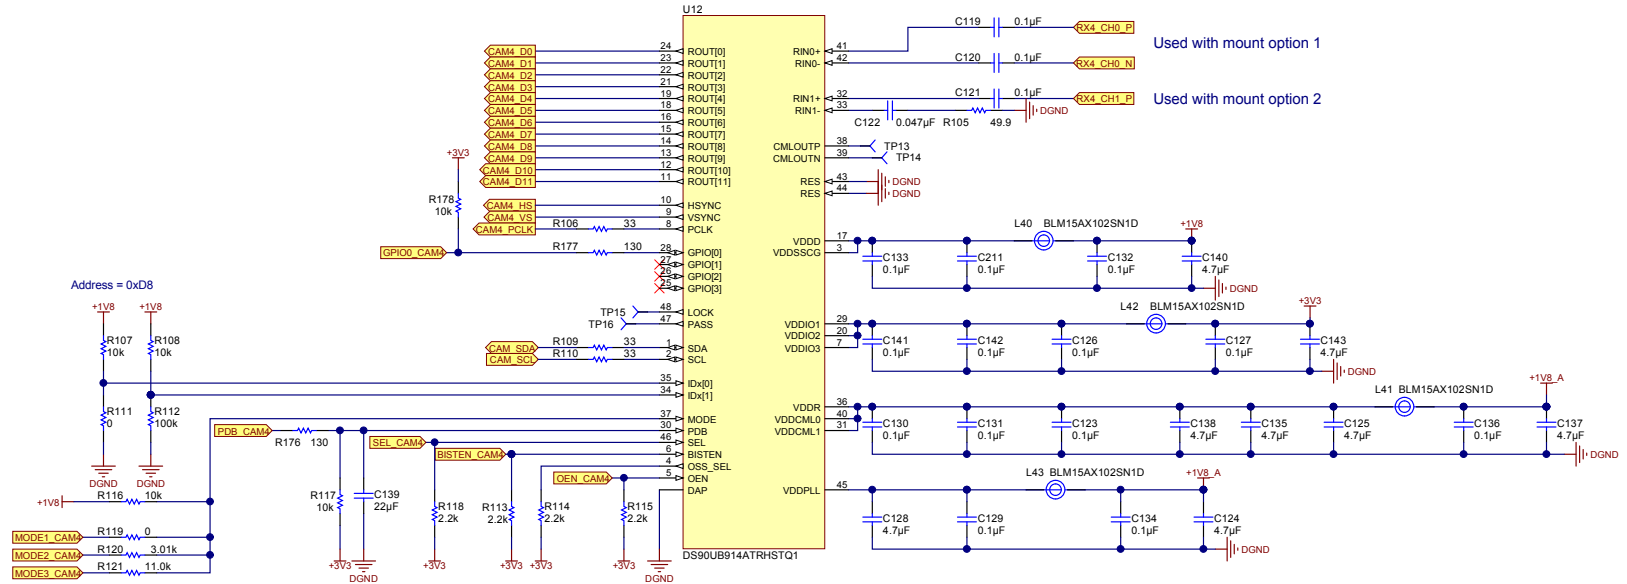 U12
CAM4_D0 24 ROUT[0]
CAM4_D1 23 ROUT[1]
CAM4_D2 22 ROUT[2]
CAM4_D3 21 ROUT[3]
CAM4_D4 19 ROUT[4]
CAM4_D5 18 ROUT[5]
CAM4_D6 16 ROUT[6]
CAM4_D7 15 ROUT[7]
CAM4_D8 14 ROUT[8]
CAM4_D9 13 ROUT[9]
CAM4_D10 12 ROUT[10]
CAM4_D11 11 ROUT[11]
+3V3
R178
10k
CAM4_HS 10 HSYNC
CAM4_VS 9 VSYNC
CAM4_PCLK R106 33 8 PCLK
GPIO0_CAM4 R177 130 28 GPIO[0]
27 GPIO[1]
26 GPIO[2]
25 GPIO[3]
TP15 48 LOCK
TP16 47 PASS
CAM_SDA R109 33 1 SDA
CAM_SCL R110 33 2 SCL
Address = 0xD8
+1V8 +1V8
R107 R108
10k 10k
35 IDx[0]
34 IDx[1]
R111 R112
0 100k
DGND DGND
37 MODE
PDB_CAM4 R176 130 30 PDB
SEL_CAM4 46 SEL
BISTEN_CAM4 6 BISTEN
4 OSS_SEL
OEN_CAM4 5 OEN
DAP
+1V8 R116 10k
MODE1_CAM4 R119 0
MODE2_CAM4 R120 3.01k
MODE3_CAM4 R121 11.0k
R117 C139 R118 R113 R114 R115
10k 22µF 2.2k 2.2k 2.2k 2.2k
+3V3 DGND +3V3 +3V3 +3V3 +3V3 DGND
DS90UB914ATRHSTQ1
RIN0+ 41 C119 0.1µF RX4_CH0_P
Used with mount option 1
RIN0- 42 C120 0.1µF RX4_CH0_N
RIN1+ 32 C121 0.1µF RX4_CH1_P
Used with mount option 2
RIN1- 33 C122 0.047µF R105 49.9 DGND
CMLOUTP 38 TP13
CMLOUTN 39 TP14
RES 43 DGND
RES 44 DGND
L40 BLM15AX102SN1D +1V8
VDDD 17
VDDSSCG 3
C133 C211 C132 C140
0.1µF 0.1µF 0.1µF 4.7µF
DGND
L42 BLM15AX102SN1D +3V3
VDDIO1 29
VDDIO2 20
VDDIO3 7
C141 C142 C126 C127 C143
0.1µF 0.1µF 0.1µF 0.1µF 4.7µF
DGND
L41 BLM15AX102SN1D +1V8_A
VDDR 36
VDDCML0 40
VDDCML1 31
C130 C131 C123 C138 C135 C125 C136 C137
0.1µF 0.1µF 0.1µF 4.7µF 4.7µF 4.7µF 0.1µF 4.7µF
DGND
L43 BLM15AX102SN1D +1V8_A
VDDPLL 45
C128 C129 C134 C124
4.7µF 0.1µF 0.1µF 4.7µF
DGND